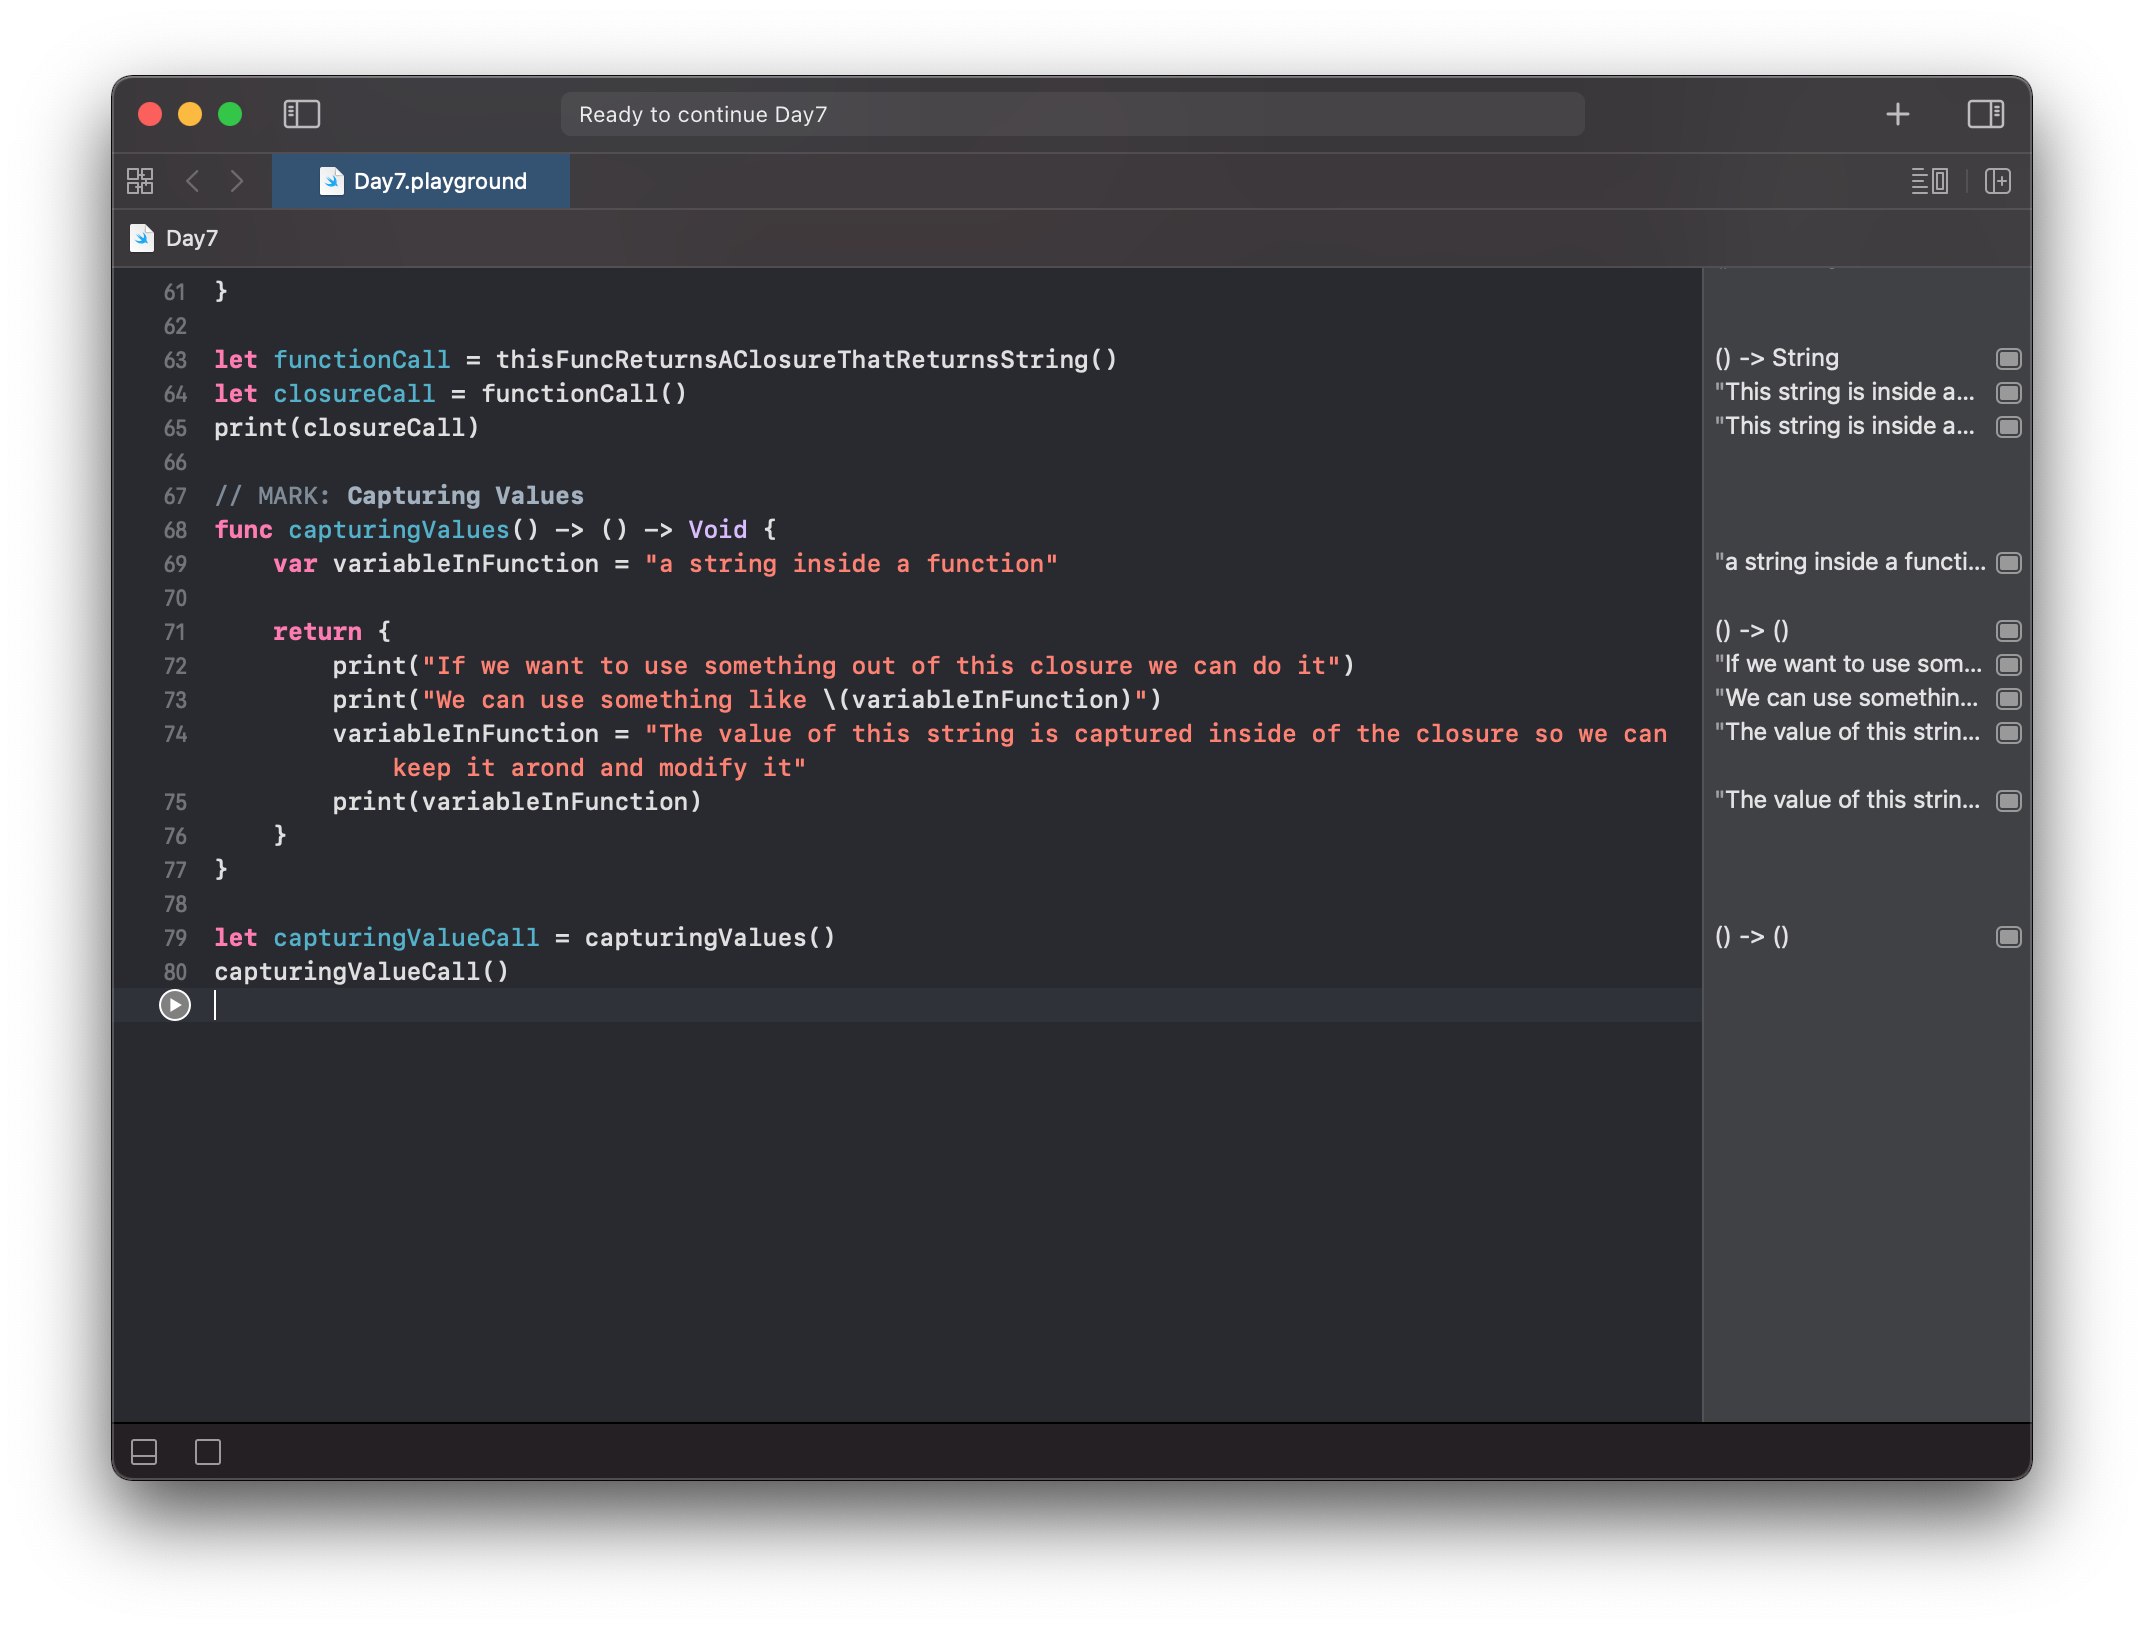 Ready to continue Day7
Day7.playground
Day7
61 }
62
63 let functionCall = thisFuncReturnsAClosureThatReturnsString()
() -> String
64 let closureCall = functionCall()
"This string is inside a...
65 print(closureCall)
"This string is inside a...
66
67 // MARK: Capturing Values
68 func capturingValues() -> () -> Void {
69 var variableInFunction = "a string inside a function"
"a string inside a functi...
70
71 return {
() -> ()
72 print("If we want to use something out of this closure we can do it")
"If we want to use som...
73 print("We can use something like \(variableInFunction)")
"We can use somethin...
74 variableInFunction = "The value of this string is captured inside of the closure so we can
"The value of this strin...
keep it arond and modify it"
75 print(variableInFunction)
"The value of this strin...
76 }
77 }
78
79 let capturingValueCall = capturingValues()
() -> ()
80 capturingValueCall()